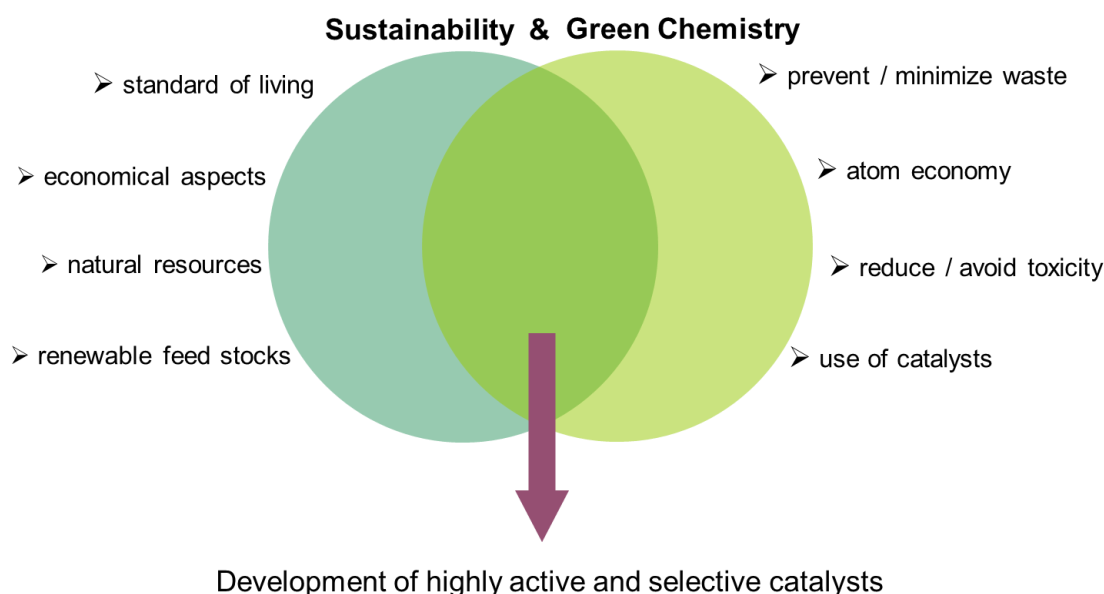 Sustainability & Green Chemistry
➢ standard of living
➢ economical aspects
➢ natural resources
➢ renewable feed stocks
➢ prevent / minimize waste
➢ atom economy
➢ reduce / avoid toxicity
➢ use of catalysts
Development of highly active and selective catalysts